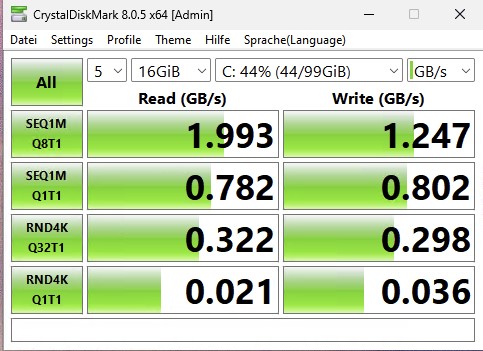 CrystalDiskMark 8.0.5 x64 [Admin]
Datei Settings Profile Theme Hilfe Sprache(Language)
All 5 16GiB C: 44% (44/99GiB) GB/s
Read (GB/s) Write (GB/s)
SEQ1M
Q8T1 1.993 1.247
SEQ1M
Q1T1 0.782 0.802
RND4K
Q32T1 0.322 0.298
RND4K
Q1T1 0.021 0.036